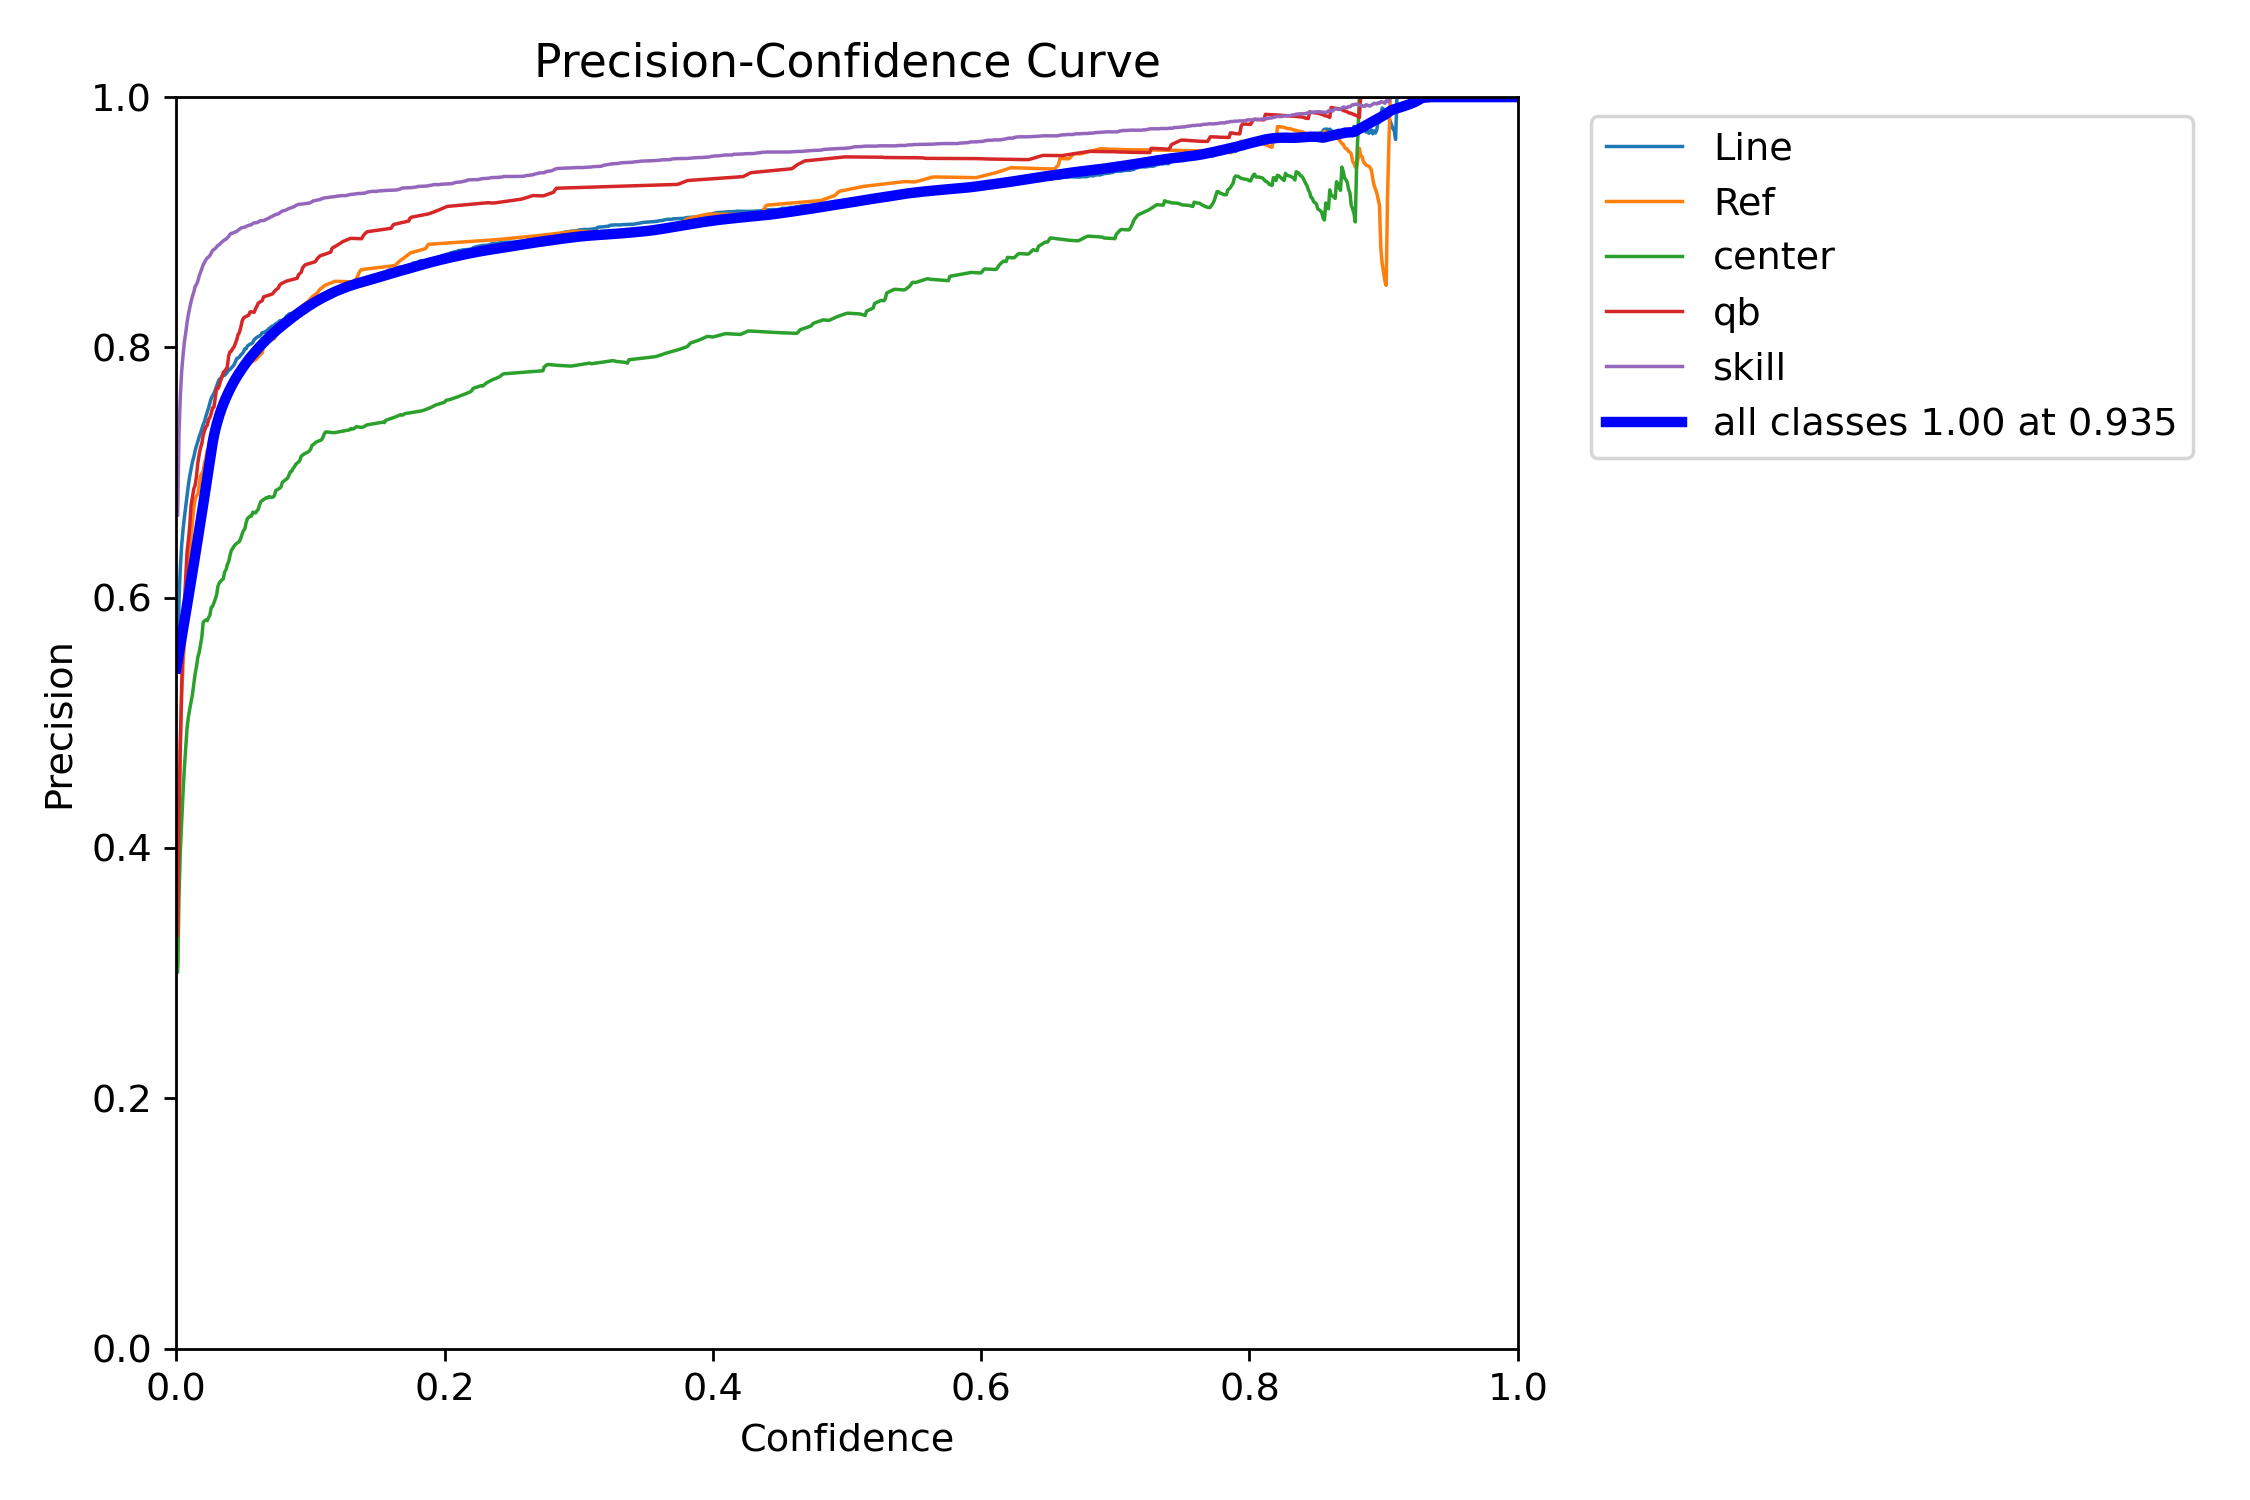 Precision-Confidence Curve
1.0
0.8
0.6
0.4
0.2
0.0
Precision
0.0 0.2 0.4 0.6 0.8 1.0
Confidence
Line
Ref
center
qb
skill
all classes 1.00 at 0.935